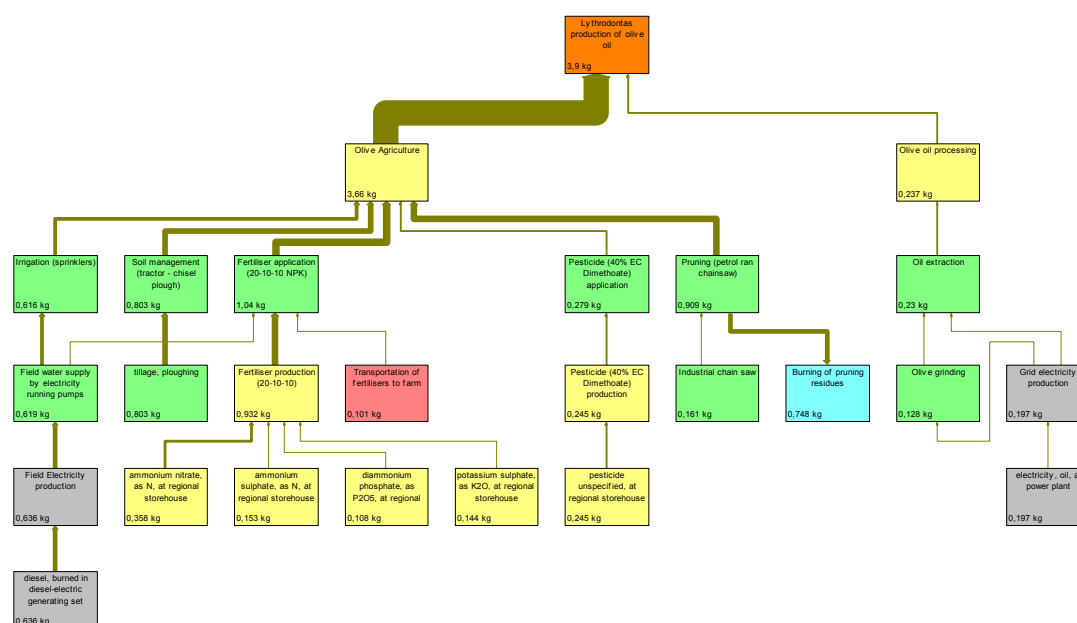 Lythrodontas
production of olive
oil
3,9 kg
Olive Agriculture
3,66 kg
Olive oil processing
0,237 kg
Irrigation (sprinklers)
0,616 kg
Soil management
(tractor - chisel
plough)
0,803 kg
Fertiliser application
(20-10-10 NPK)
1,04 kg
Pesticide (40% EC
Dimethoate)
application
0,279 kg
Pruning (petrol ran
chainsaw)
0,909 kg
Oil extraction
0,23 kg
Field water supply
by electricity
running pumps
0,619 kg
tillage, ploughing
0,803 kg
Fertiliser production
(20-10-10)
0,932 kg
Transportation of
fertilisers to farm
0,101 kg
Pesticide (40% EC
Dimethoate)
production
0,245 kg
Industrial chain saw
0,161 kg
Burning of pruning
residues
0,748 kg
Olive grinding
0,128 kg
Grid electricity
production
0,197 kg
Field Electricity
production
0,636 kg
ammonium nitrate,
as N, at regional
storehouse
0,358 kg
ammonium
sulphate, as N, at
regional storehouse
0,153 kg
diammonium
phosphate, as
P2O5, at regional
0,108 kg
potassium sulphate,
as K2O, at regional
storehouse
0,144 kg
pesticide
unspecified, at
regional storehouse
0,245 kg
electricity, oil, a
power plant
0,197 kg
diesel, burned in
diesel-electric
generating set
0,636 kg